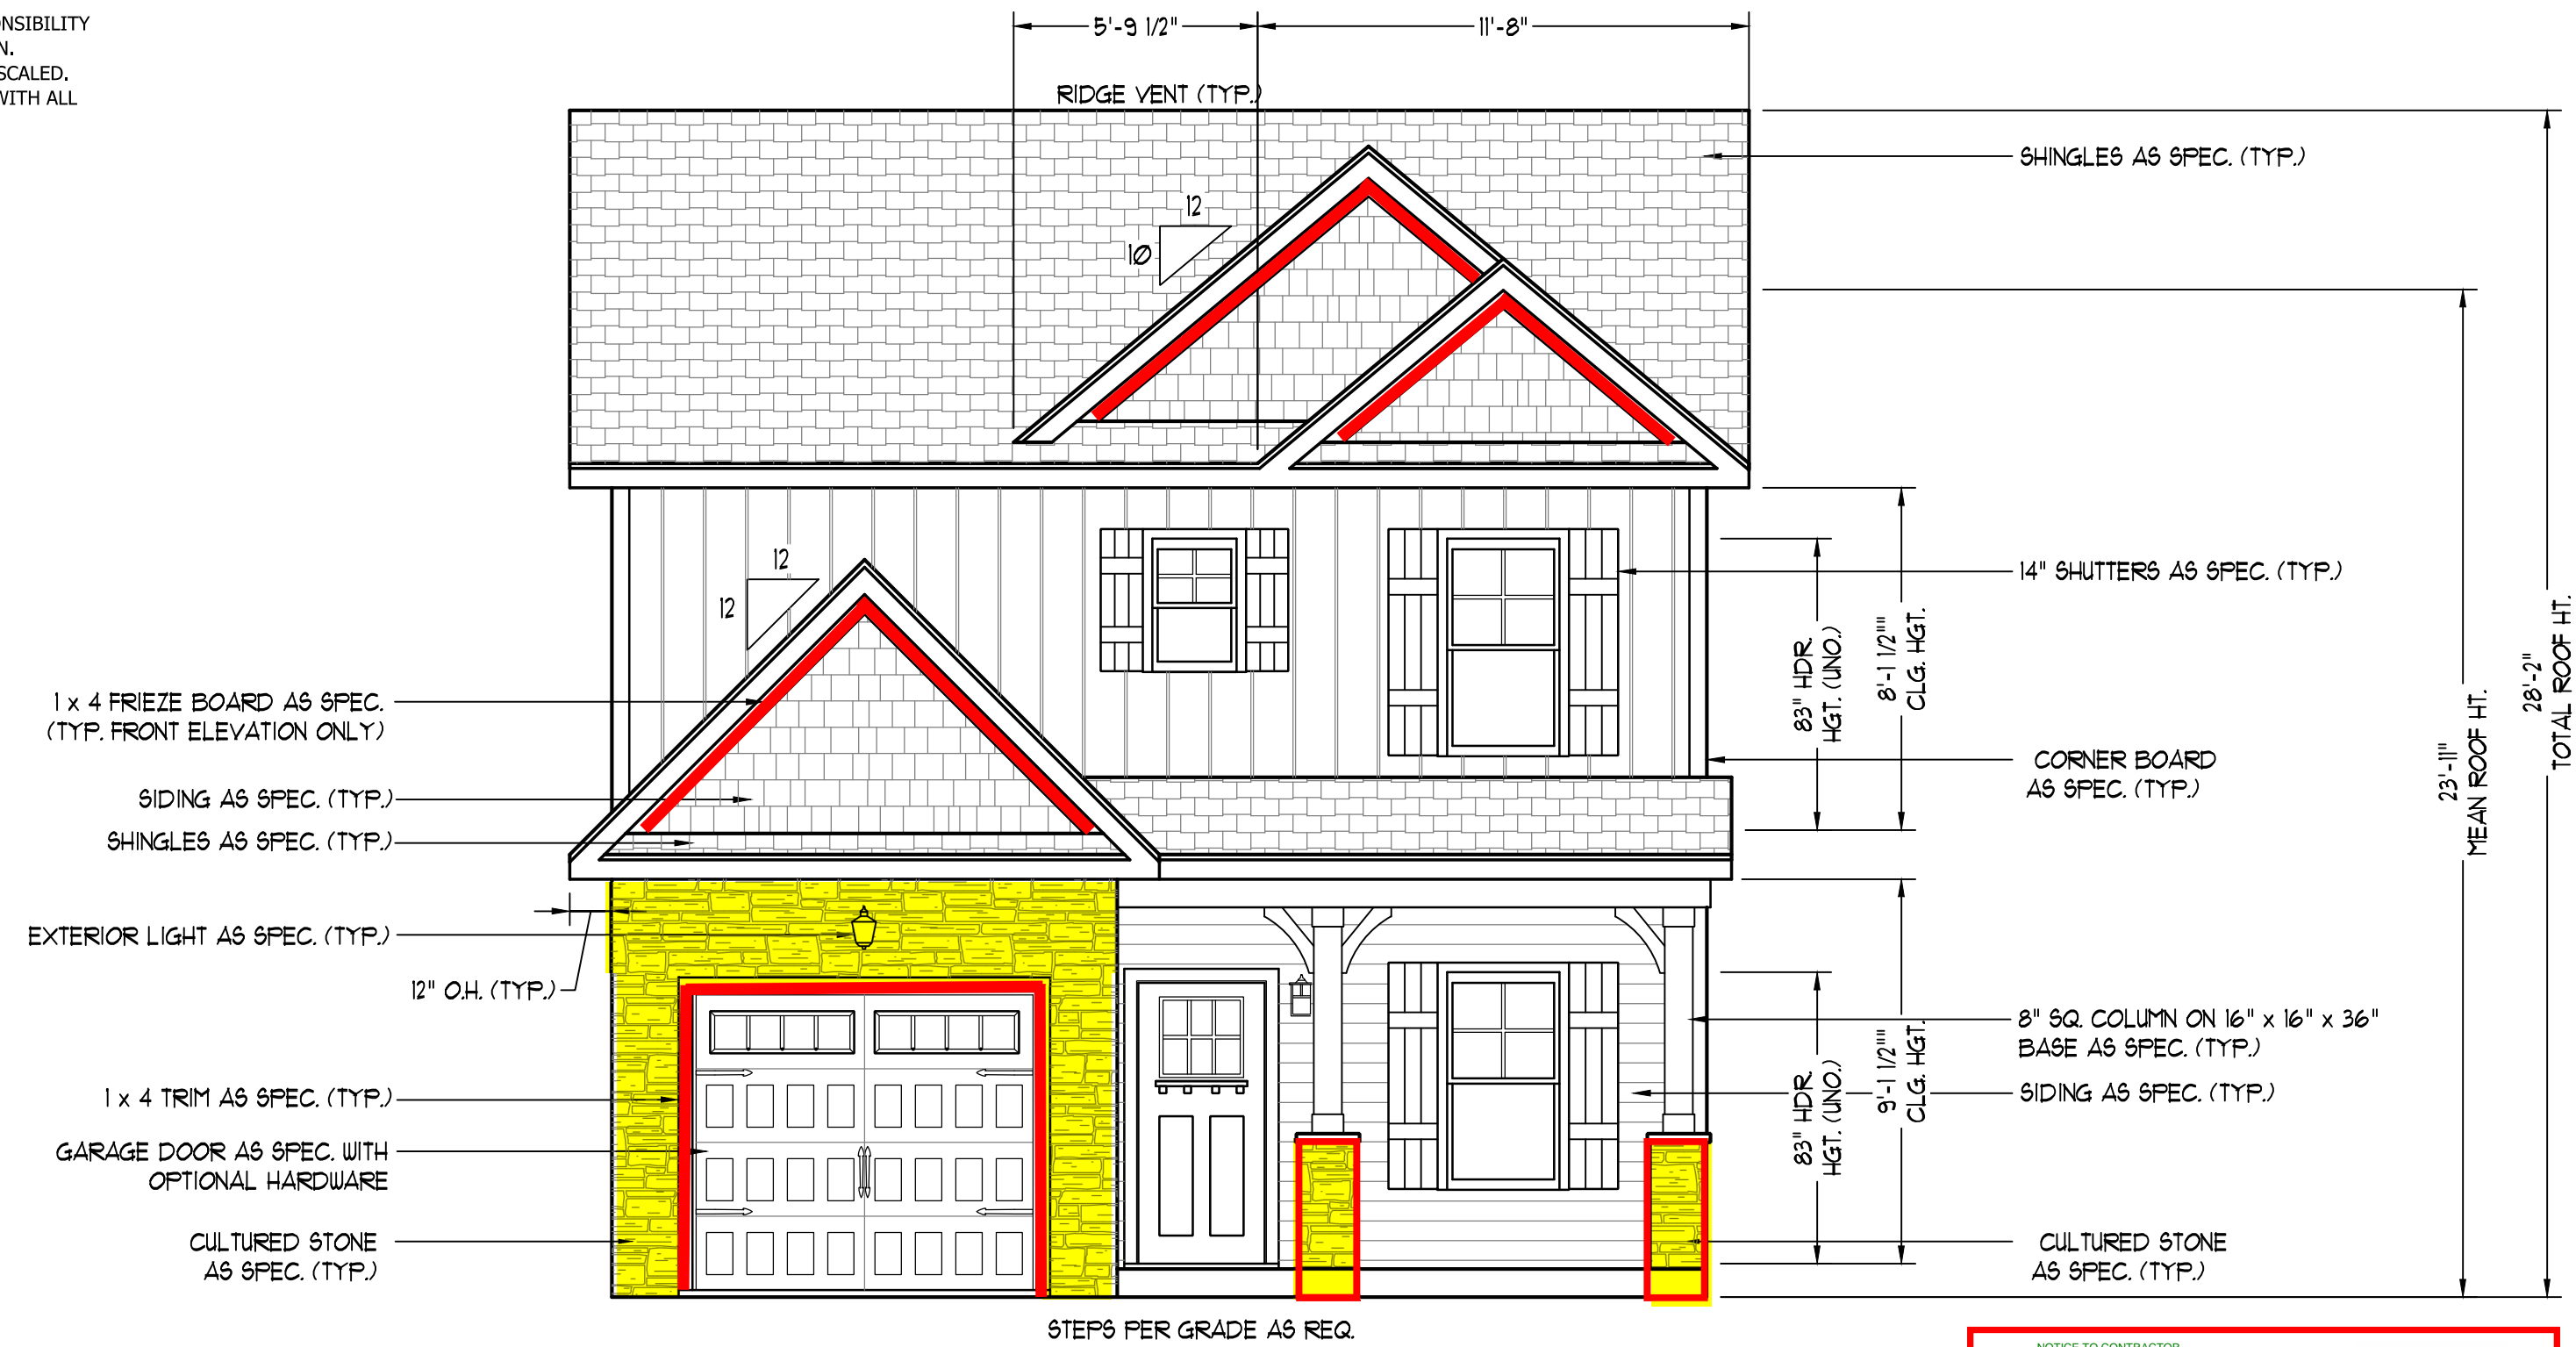 NSIBILITY
N.
SCALED.
WITH ALL
5'-9 1/2"
11'-8"
RIDGE VENT (TYP.)
SHINGLES AS SPEC. (TYP.)
12
10
12
12
14" SHUTTERS AS SPEC. (TYP.)
83" HDR.
HGT. (UNO.)
8'-1 1/2""
CLG. HGT.
23'-11"
MEAN ROOF HT.
28'-2"
TOTAL ROOF HT.
1 x 4 FRIEZE BOARD AS SPEC.
(TYP. FRONT ELEVATION ONLY)
CORNER BOARD
AS SPEC. (TYP.)
SIDING AS SPEC. (TYP.)
SHINGLES AS SPEC. (TYP.)
EXTERIOR LIGHT AS SPEC. (TYP.)
12" O.H. (TYP.)
8" SQ. COLUMN ON 16" x 16" x 36"
BASE AS SPEC. (TYP.)
83" HDR.
HGT. (UNO.)
9'-1 1/2""
CLG. HGT.
SIDING AS SPEC. (TYP.)
1 x 4 TRIM AS SPEC. (TYP.)
GARAGE DOOR AS SPEC. WITH
OPTIONAL HARDWARE
CULTURED STONE
AS SPEC. (TYP.)
CULTURED STONE
AS SPEC. (TYP.)
STEPS PER GRADE AS REQ.
NOTICE TO CONTRACTOR